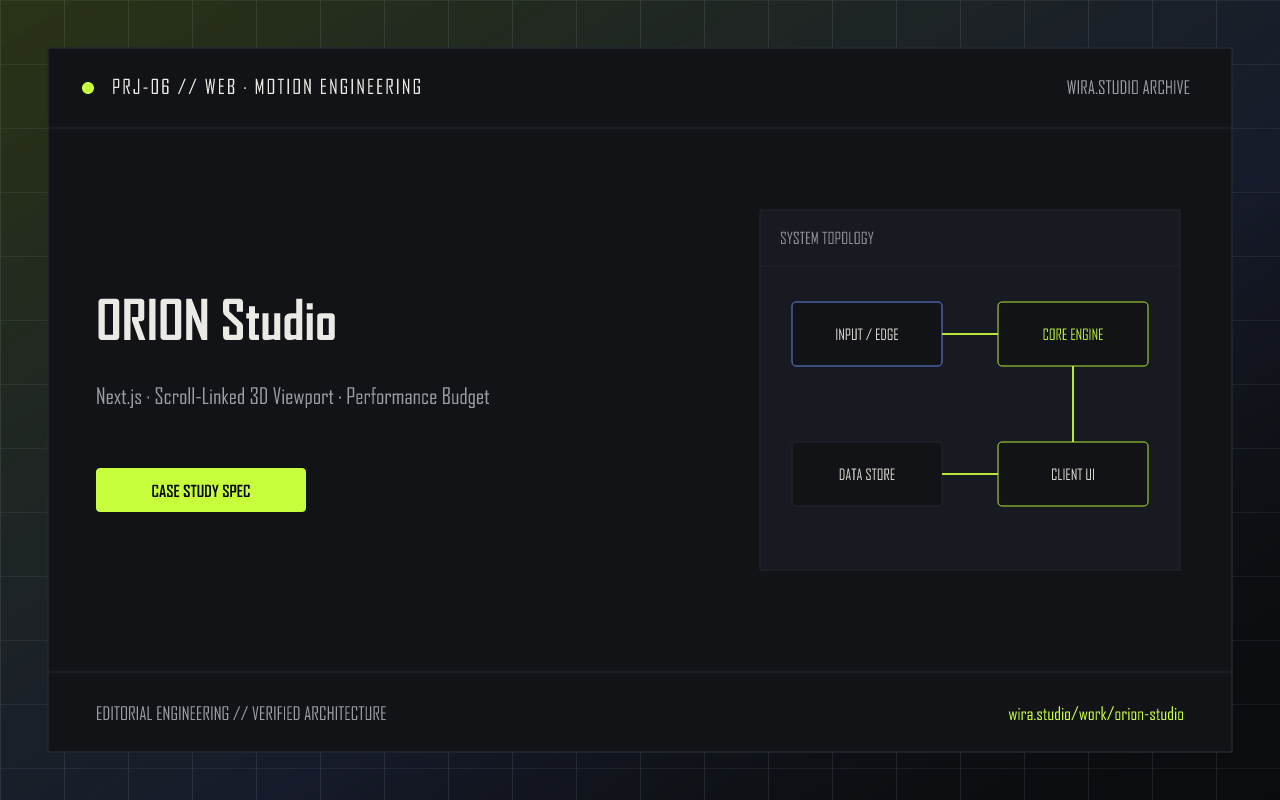 PRJ-06 // WEB · MOTION ENGINEERING
WIRA.STUDIO ARCHIVE
ORION Studio
Next.js · Scroll-Linked 3D Viewport · Performance Budget
CASE STUDY SPEC
SYSTEM TOPOLOGY
INPUT / EDGE
CORE ENGINE
DATA STORE
CLIENT UI
EDITORIAL ENGINEERING // VERIFIED ARCHITECTURE
wira.studio/work/orion-studio